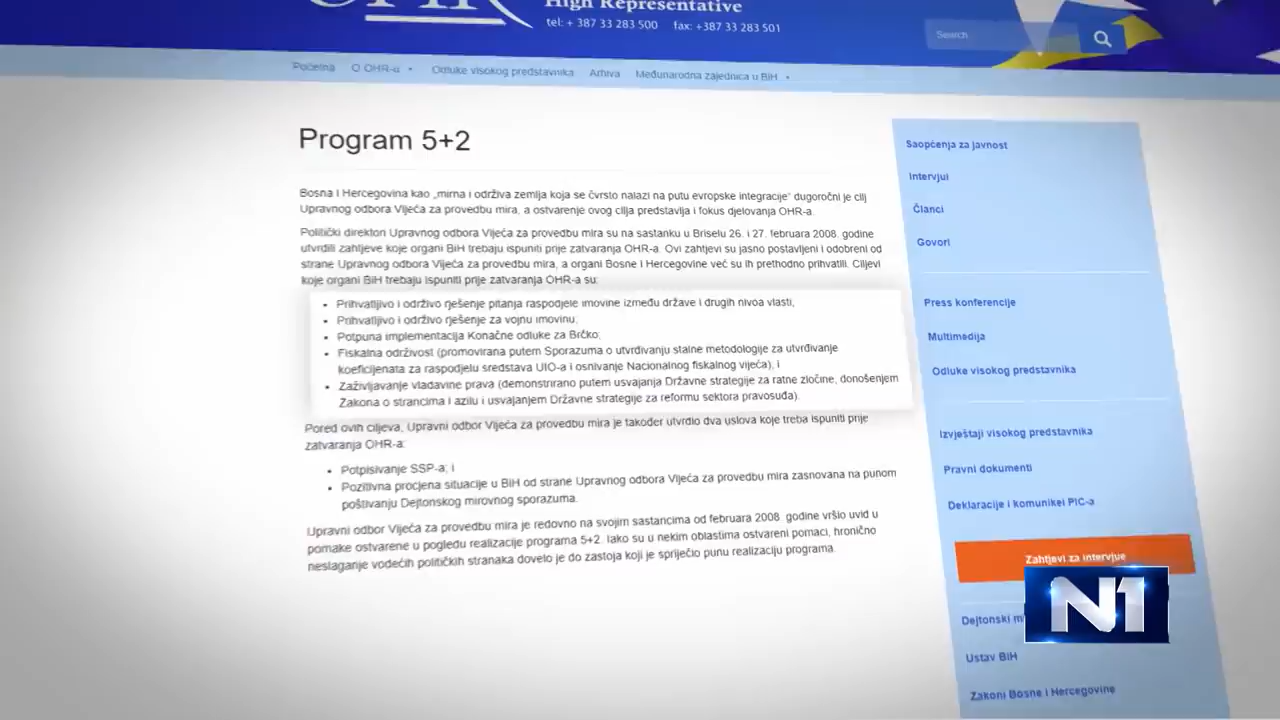 OHR
High Representative
tel: + 387 33 283 500 fax: +387 33 283 501
Search
Početna O OHR-u Odluke visokog predstavnika Arhiva Međunarodna zajednica u BiH
Program 5+2
Bosna i Hercegovina kao „mirna i održiva zemlja koja se čvrsto nalazi na putu evropske integracije“ dugoročni je cilj
Upravnog odbora Vijeća za provedbu mira, a ostvarenje ovog cilja predstavlja i fokus djelovanja OHR-a.
Politički direktori Upravnog odbora Vijeća za provedbu mira su na sastanku u Briselu 26. i 27. februara 2008. godine
utvrdili zahtjeve koje organi BiH trebaju ispuniti prije zatvaranja OHR-a. Ovi zahtjevi su jasno postavljeni i odobreni od
strane Upravnog odbora Vijeća za provedbu mira, a organi Bosne i Hercegovine već su ih prethodno prihvatili. Ciljevi
koje organi BiH trebaju ispuniti prije zatvaranja OHR-a su:
• Prihvatljivo i održivo rješenje pitanja raspodjele imovine između države i drugih nivoa vlasti;
• Prihvatljivo i održivo rješenje za vojnu imovinu;
• Potpuna implementacija Konačne odluke za Brčko;
• Fiskalna održivost (promovirana putem Sporazuma o utvrđivanju stalne metodologije za utvrđivanje
koeficijenata za raspodjelu sredstava UIO-a i osnivanje Nacionalnog fiskalnog vijeća), i
• Zaživljavanje vladavine prava (demonstrirano putem usvajanja Državne strategije za ratne zločine, donošenjem
Zakona o strancima i azilu i usvajanjem Državne strategije za reformu sektora pravosuđa).
Pored ovih ciljeva, Upravni odbor Vijeća za provedbu mira je također utvrdio dva uslova koje treba ispuniti prije
zatvaranja OHR-a:
• Potpisivanje SSP-a; i
• Pozitivna procjena situacije u BiH od strane Upravnog odbora Vijeća za provedbu mira zasnovana na punom
poštivanju Dejtonskog mirovnog sporazuma.
Upravni odbor Vijeća za provedbu mira je redovno na svojim sastancima od februara 2008. godine vršio uvid u
pomake ostvarene u pogledu realizacije programa 5+2. Iako su u nekim oblastima ostvareni pomaci, hronično
neslaganje vodećih političkih stranaka dovelo je do zastoja koji je spriječio punu realizaciju programa.
Saopćenja za javnost
Intervjui
Članci
Govori
Press konferencije
Multimedija
Odluke visokog predstavnika
Izvještaji visokog predstavnika
Pravni dokumenti
Deklaracije i komunikei PIC-a
Zahtjevi za intervjue
N1
Dejtonski m
Ustav BiH
Zakoni Bosne i Hercegovine